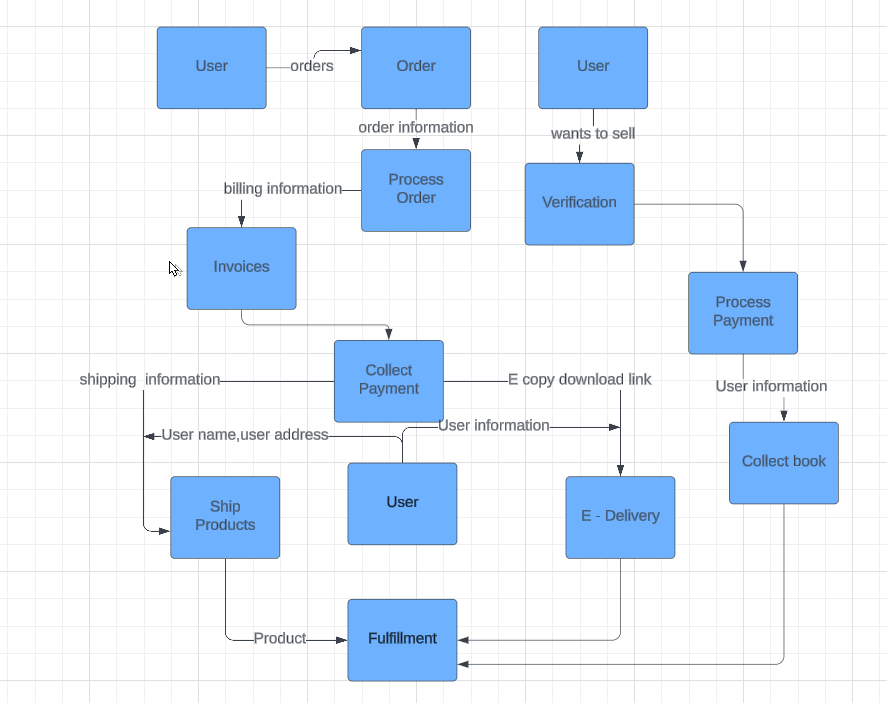 User
orders
Order
User
order information
wants to sell
Process
Order
billing information
Verification
Invoices
Process
Payment
Collect
Payment
shipping  information
E copy download link
User information
User information
User name,user address
Collect book
User
Ship
Products
E - Delivery
Product
Fulfillment